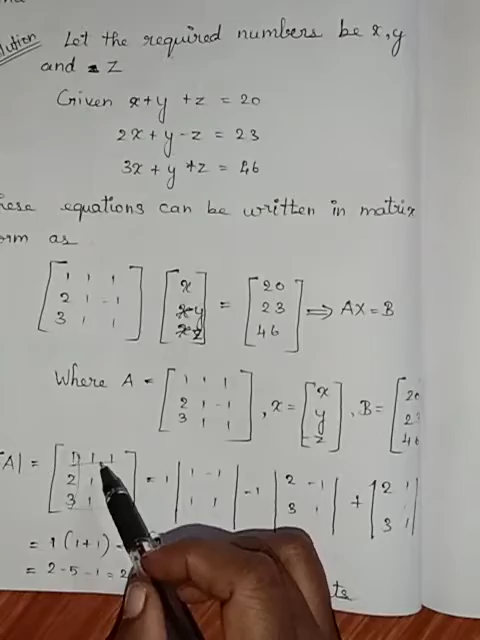 Let the required numbers be x, y
and z
Given x+y+z = 20
2x+y-z = 23
3x+y+z = 46
equations can be written in matrix
as
[1 1 1; 2 1 -1; 3 1 1] [x; y; z] = [20; 23; 46] ⟹ AX = B
Where A = [1 1 1; 2 1 -1; 3 1 1], x = [x; y; z], B = [20
= 1 |1 -1; 1 1| -1 |2 -1; 3 1| + |2 1; 3 1|
= 1(1+1) -
= 2-5-1 = 2